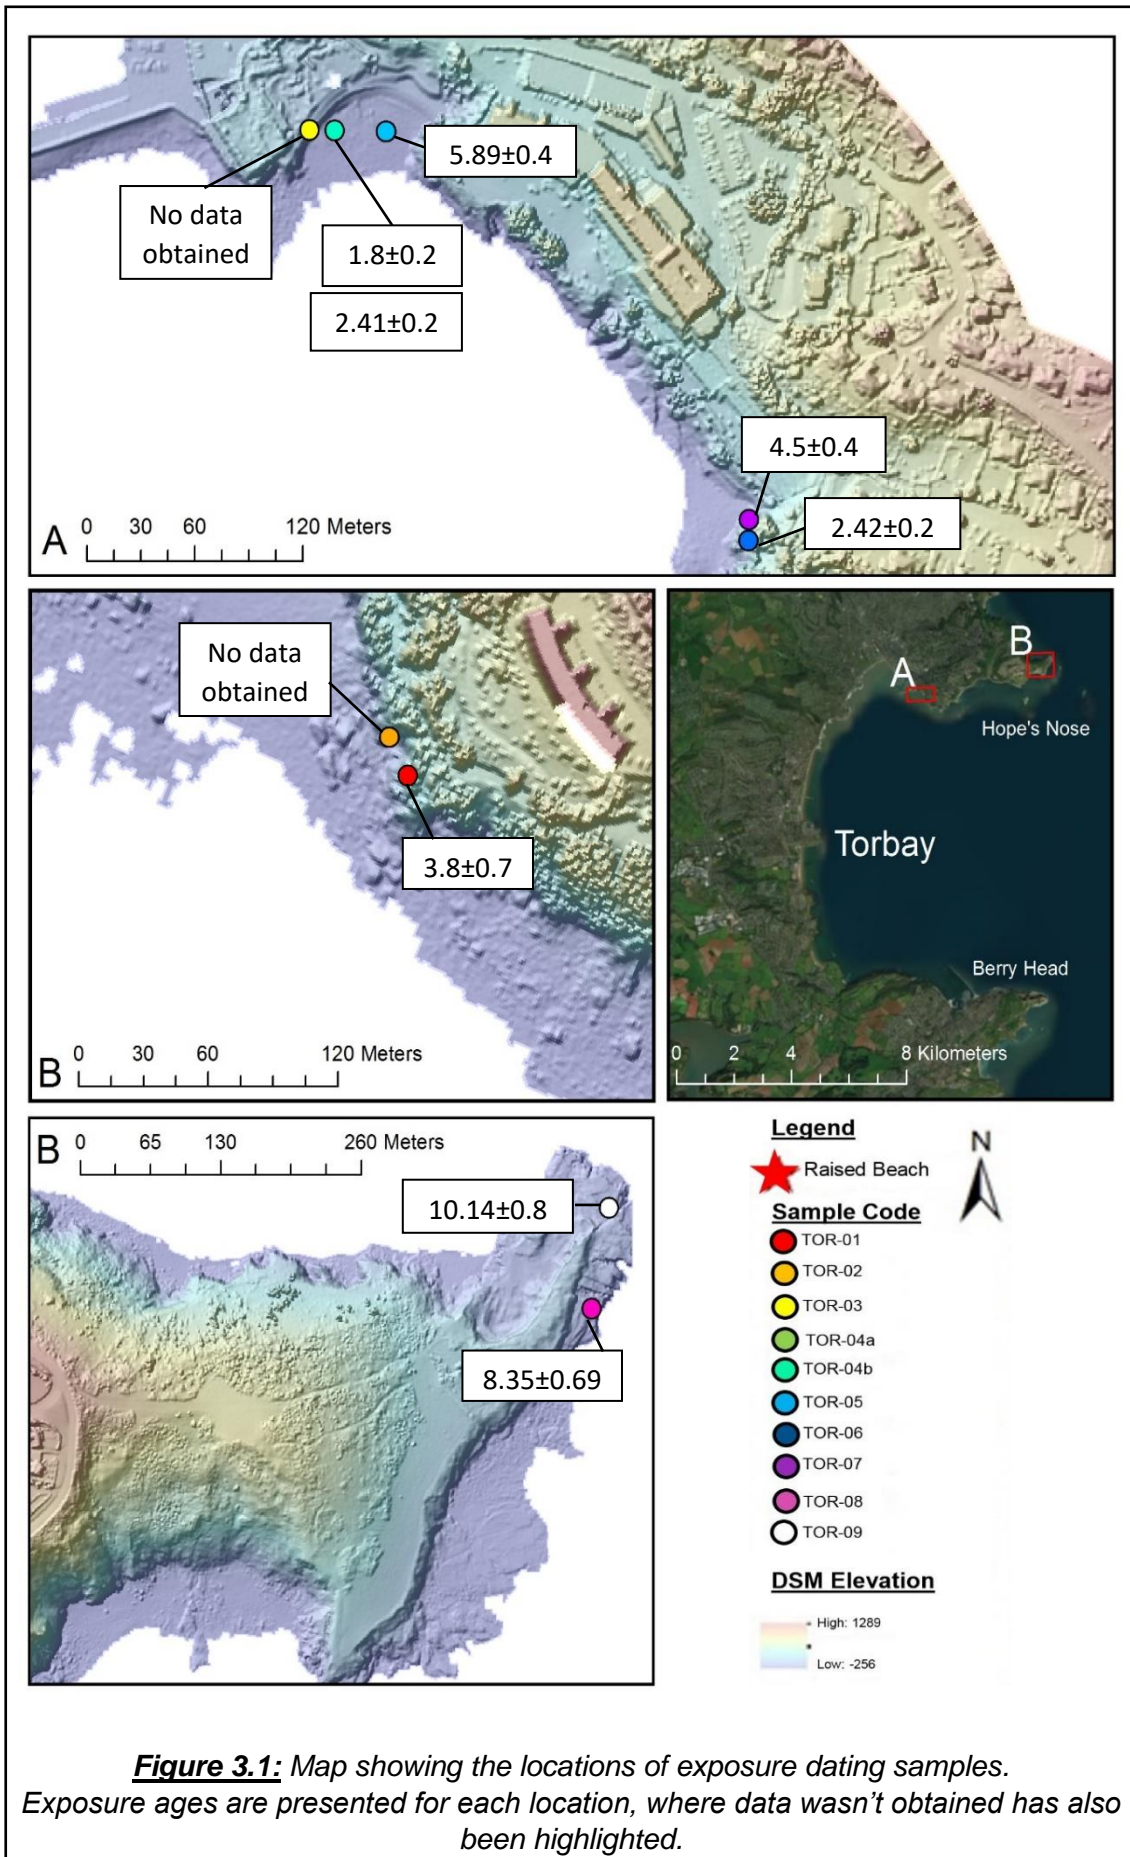 No data
obtained
5.89±0.4
1.8±0.2
2.41±0.2
4.5±0.4
2.42±0.2
A
0 30 60 120 Meters
No data
obtained
3.8±0.7
B
0 30 60 120 Meters
A
B
Hope's Nose
Torbay
Berry Head
0 2 4 8 Kilometers
B
0 65 130 260 Meters
10.14±0.8
8.35±0.69
Legend
Raised Beach
N
Sample Code
TOR-01
TOR-02
TOR-03
TOR-04a
TOR-04b
TOR-05
TOR-06
TOR-07
TOR-08
TOR-09
DSM Elevation
High: 1289
Low: -256
Figure 3.1: Map showing the locations of exposure dating samples.
Exposure ages are presented for each location, where data wasn't obtained has also
been highlighted.